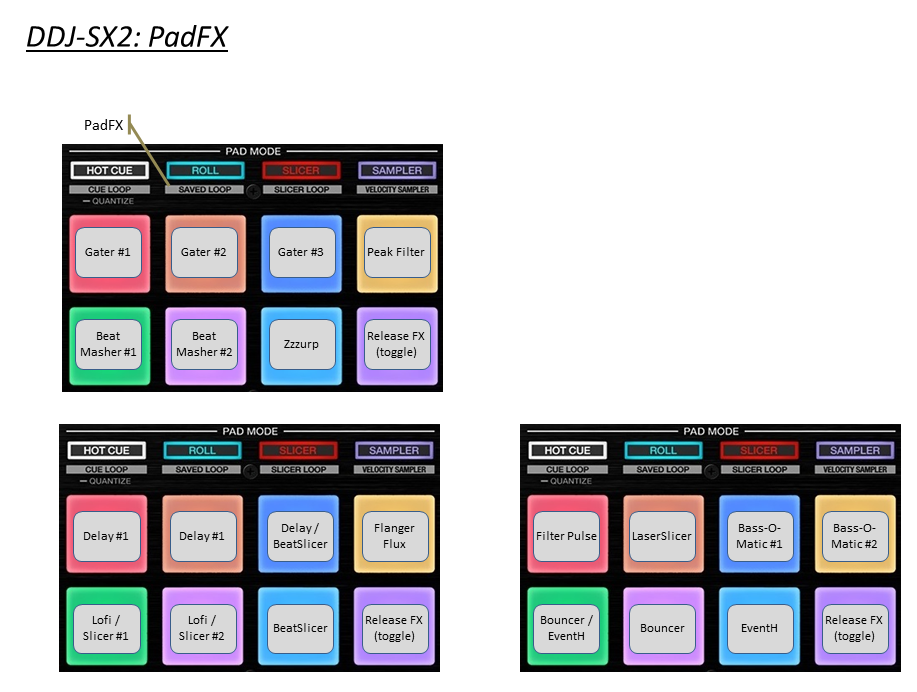 DDJ-SX2: PadFX
PadFX
PAD MODE
HOT CUE ROLL SLICER SAMPLER
CUE LOOP SAVED LOOP SLICER LOOP VELOCITY SAMPLER
— QUANTIZE
Gater #1 Gater #2 Gater #3 Peak Filter
Beat Beat Release FX
Masher #1 Masher #2 Zzzurp (toggle)
PAD MODE
HOT CUE ROLL SLICER SAMPLER
CUE LOOP SAVED LOOP SLICER LOOP VELOCITY SAMPLER
— QUANTIZE
Delay / Flanger
Delay #1 Delay #1 BeatSlicer Flux
Lofi / Lofi / Release FX
Slicer #1 Slicer #2 BeatSlicer (toggle)
PAD MODE
HOT CUE ROLL SLICER SAMPLER
CUE LOOP SAVED LOOP SLICER LOOP VELOCITY SAMPLER
— QUANTIZE
Bass-O- Bass-O-
Filter Pulse LaserSlicer Matic #1 Matic #2
Bouncer / Release FX
EventH Bouncer EventH (toggle)